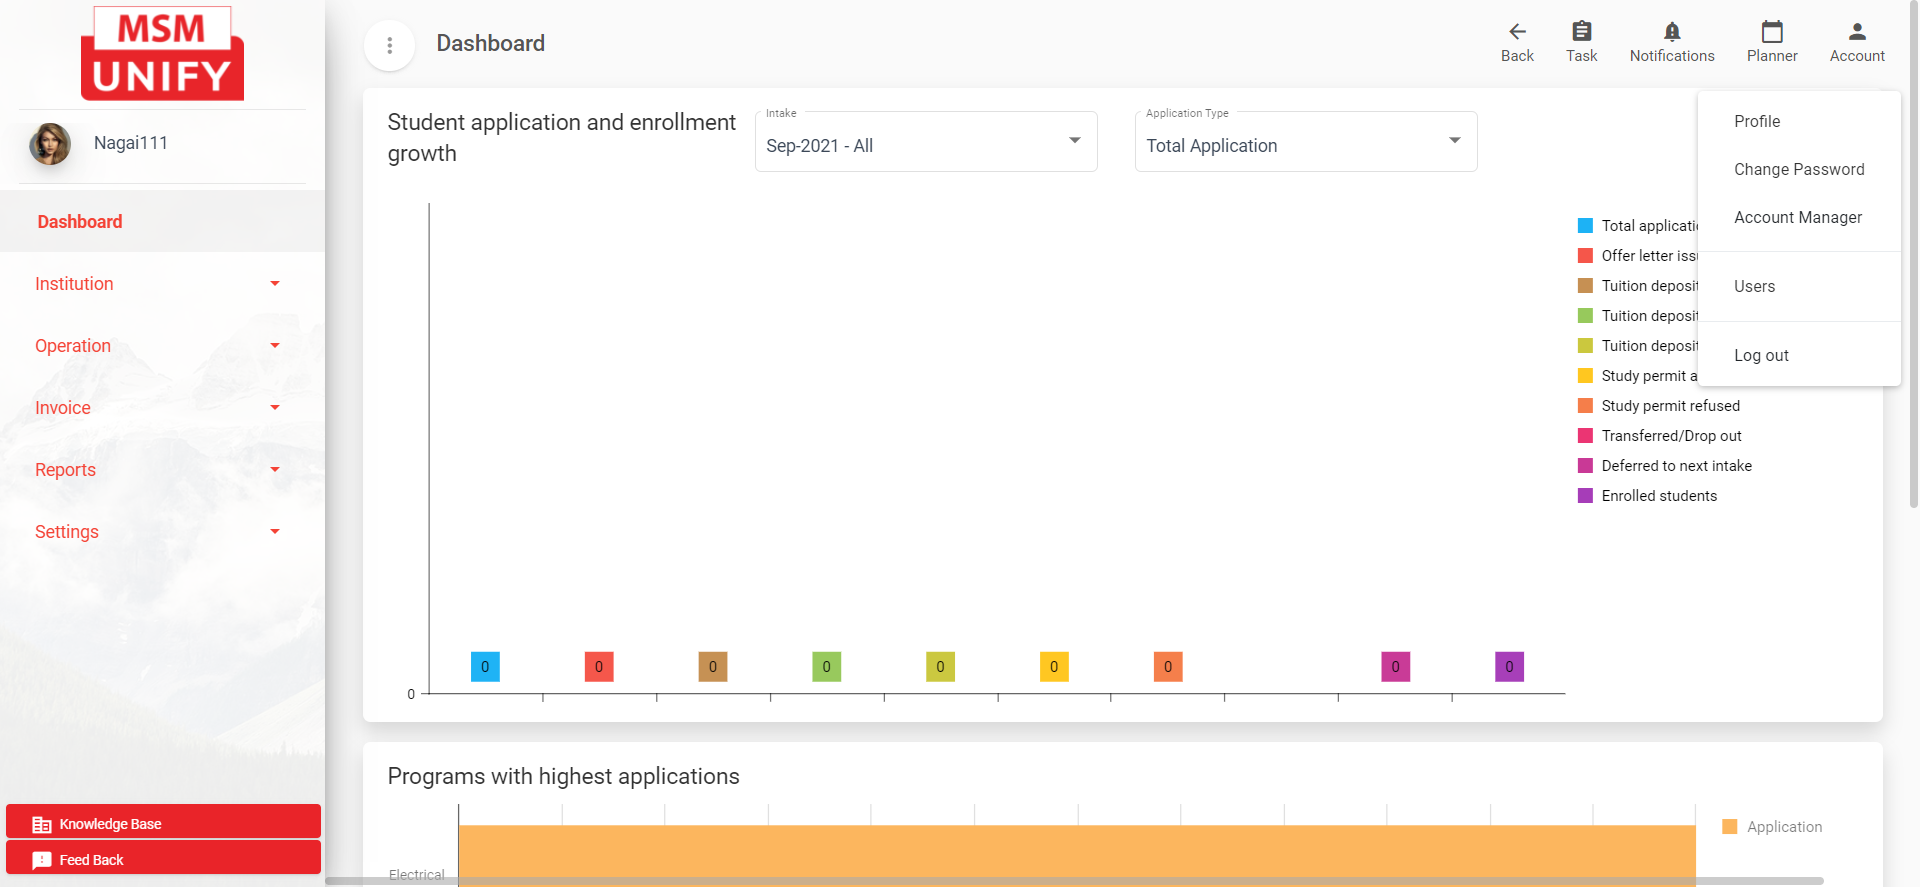 MSM
UNIFY
Nagai111
Dashboard
Institution
Operation
Invoice
Reports
Settings
Knowledge Base
Feed Back
Dashboard
Back
Task
Notifications
Planner
Account
Profile
Change Password
Account Manager
Users
Log out
Student application and enrollment
growth
Intake
Sep-2021 - All
Application Type
Total Application
Total applicati
Offer letter iss
Tuition deposit
Tuition deposit
Tuition deposit
Study permit a
Study permit refused
Transferred/Drop out
Deferred to next intake
Enrolled students
0 0 0 0 0 0 0 0 0
0
Programs with highest applications
Application
Electrical